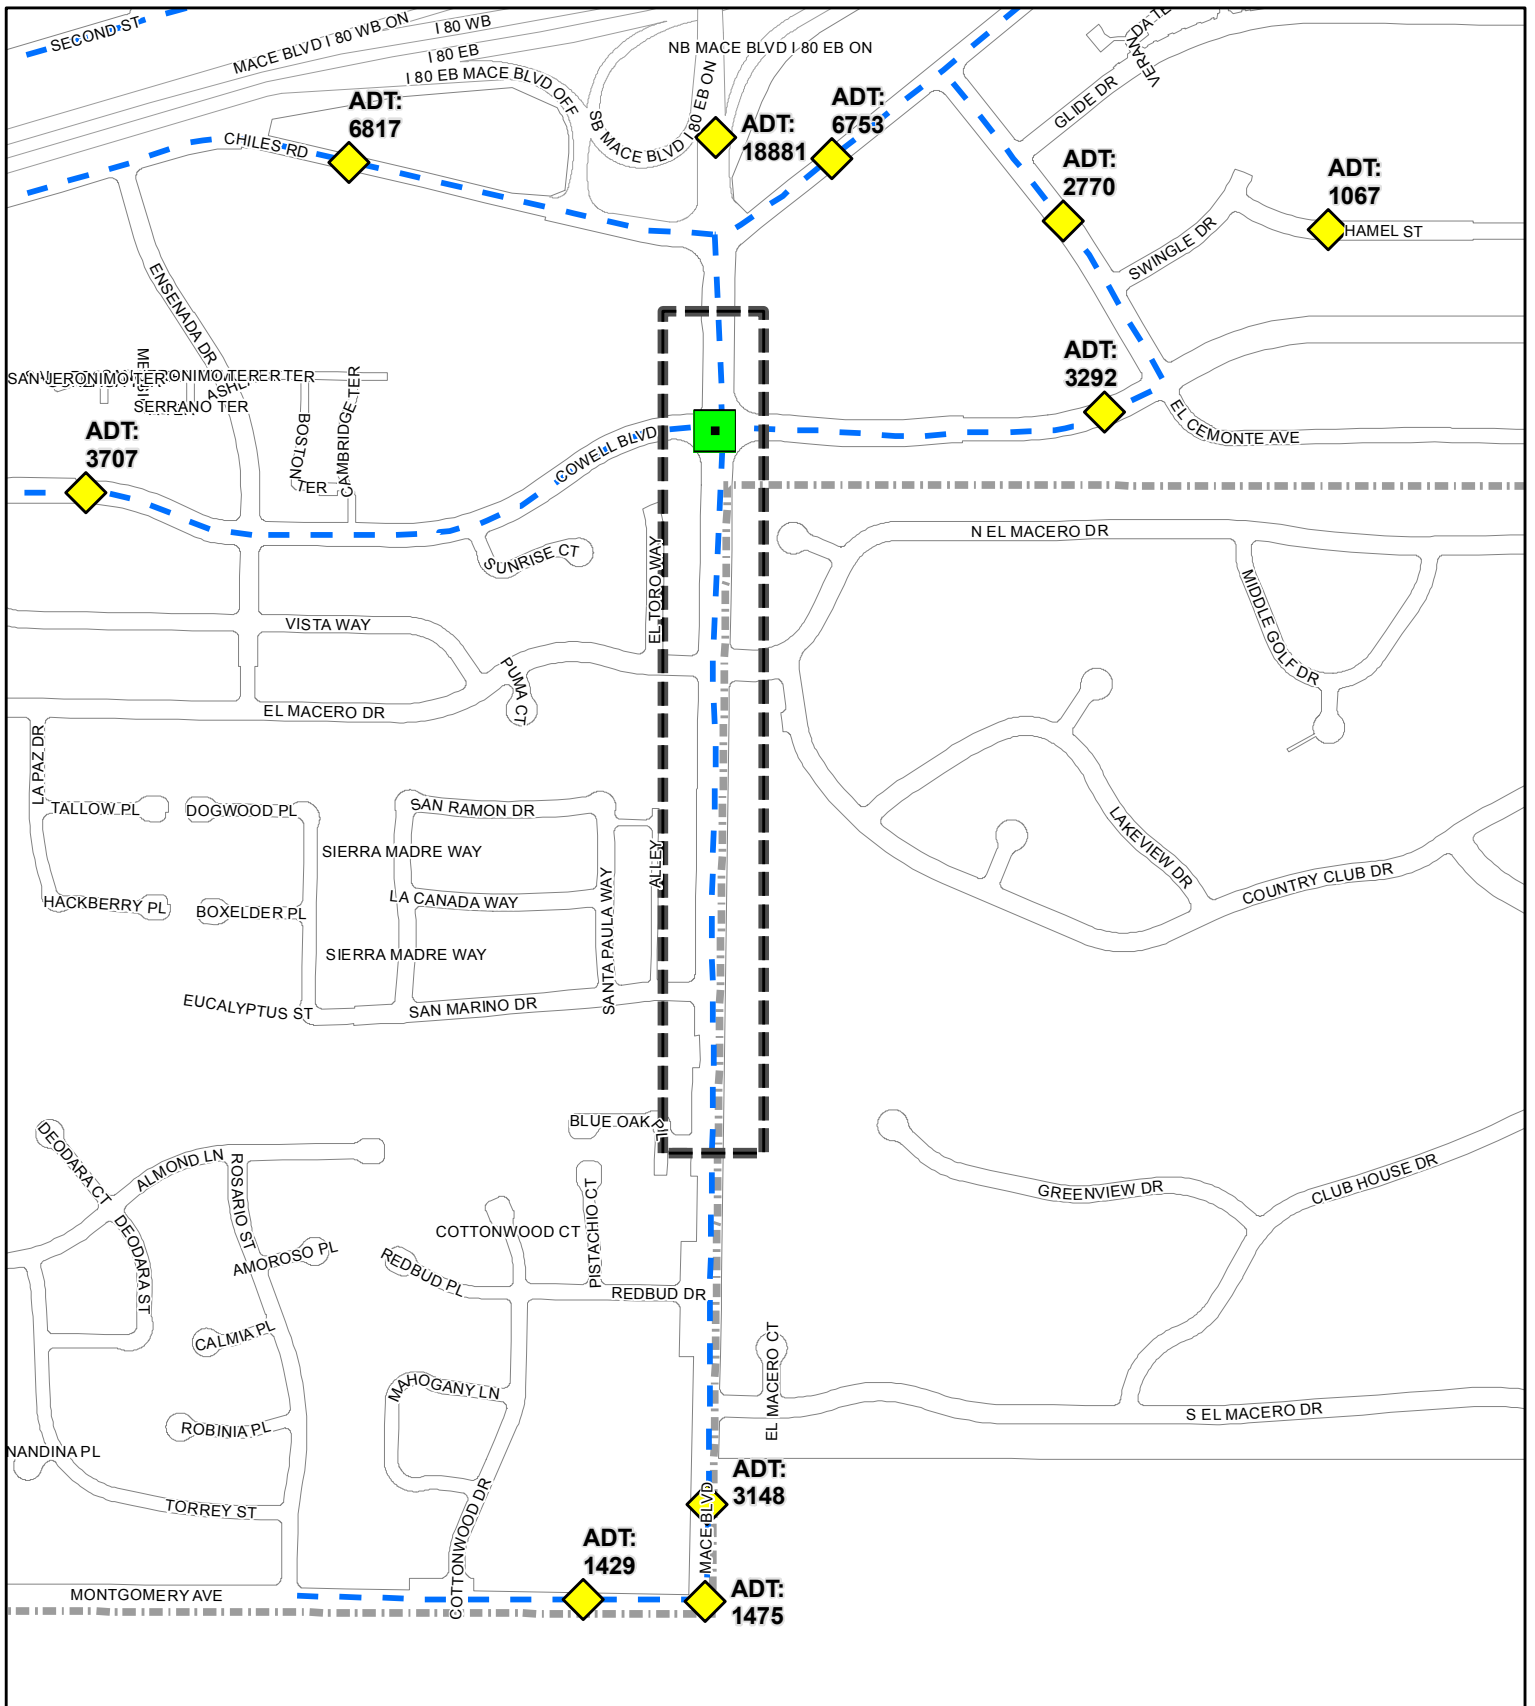 SECOND ST
MACE BLVD I 80 WB ON
I 80 WB
I 80 EB
I 80 EB MACE BLVD OFF
SB MACE BLVD I 80 EB ON
NB MACE BLVD I 80 EB ON
VERANDA TE
GLIDE DR
ADT:
6817
ADT:
18881
ADT:
6753
ADT:
2770
ADT:
1067
CHILES RD
SWINGLE DR
HAMEL ST
ENSENADA DR
SAN JERONIMO TER
SERRANO TER
BOSTON TER
CAMBRIDGE TER
ADT:
3292
EL CEMONTE AVE
ADT:
3707
COWELL BLVD
SUNRISE CT
N EL MACERO DR
EL TORO WAY
MIDDLE GOLF DR
VISTA WAY
PUMA CT
EL MACERO DR
LA PAZ DR
TALLOW PL
DOGWOOD PL
SAN RAMON DR
SIERRA MADRE WAY
ALLEY
LAKEVIEW DR
COUNTRY CLUB DR
HACKBERRY PL
BOXELDER PL
LA CANADA WAY
SANTA PAULA WAY
SIERRA MADRE WAY
EUCALYPTUS ST
SAN MARINO DR
BLUE OAK PL
DEODARA CT
ALMOND LN
ROSARIO ST
DEODARA ST
AMOROSO PL
COTTONWOOD CT
PISTACHIO CT
REDBUD PL
REDBUD DR
GREENVIEW DR
CLUB HOUSE DR
CALMIA PL
EL MACERO CT
MAHOGANY LN
S EL MACERO DR
ROBINIA PL
NANDINA PL
TORREY ST
COTTONWOOD DR
ADT:
3148
MACE BLVD
ADT:
1429
ADT:
1475
MONTGOMERY AVE